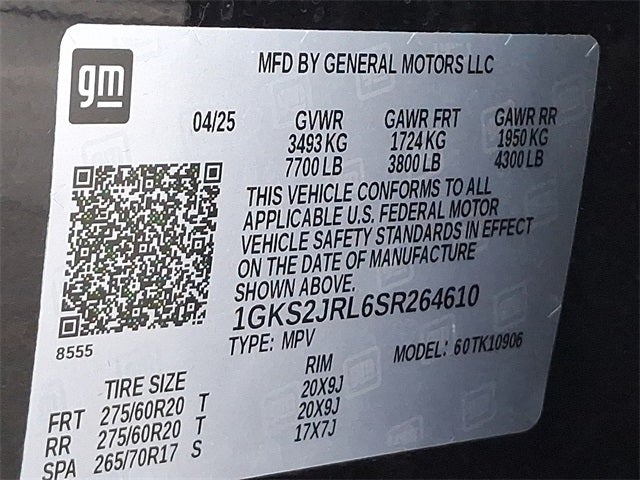 gm
MFD BY GENERAL MOTORS LLC
04/25 GVWR GAWR FRT GAWR RR
3493 KG 1724 KG 1950 KG
7700 LB 3800 LB 4300 LB
THIS VEHICLE CONFORMS TO ALL
APPLICABLE U.S. FEDERAL MOTOR
VEHICLE SAFETY STANDARDS IN EFFECT
ON THE DATE OF MANUFACTURE
SHOWN ABOVE.
1GKS2JRL6SR264610
8555
TYPE: MPV MODEL: 60TK10906
TIRE SIZE RIM
FRT 275/60R20 T 20X9J
RR 275/60R20 T 20X9J
SPA 265/70R17 S 17X7J